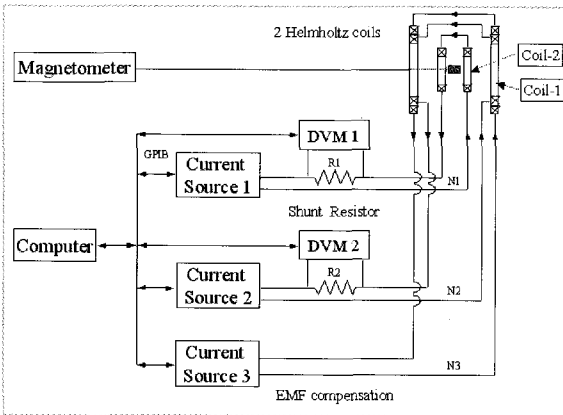 2 Helmholtz coils
Coil-2
Magnetometer
Coil-1
DVM 1
GPIB
R1
Current
Source 1
N1
Shunt Resistor
Computer
DVM 2
R2
Current
Source 2
N2
Current
Source 3
N3
EMF compensation